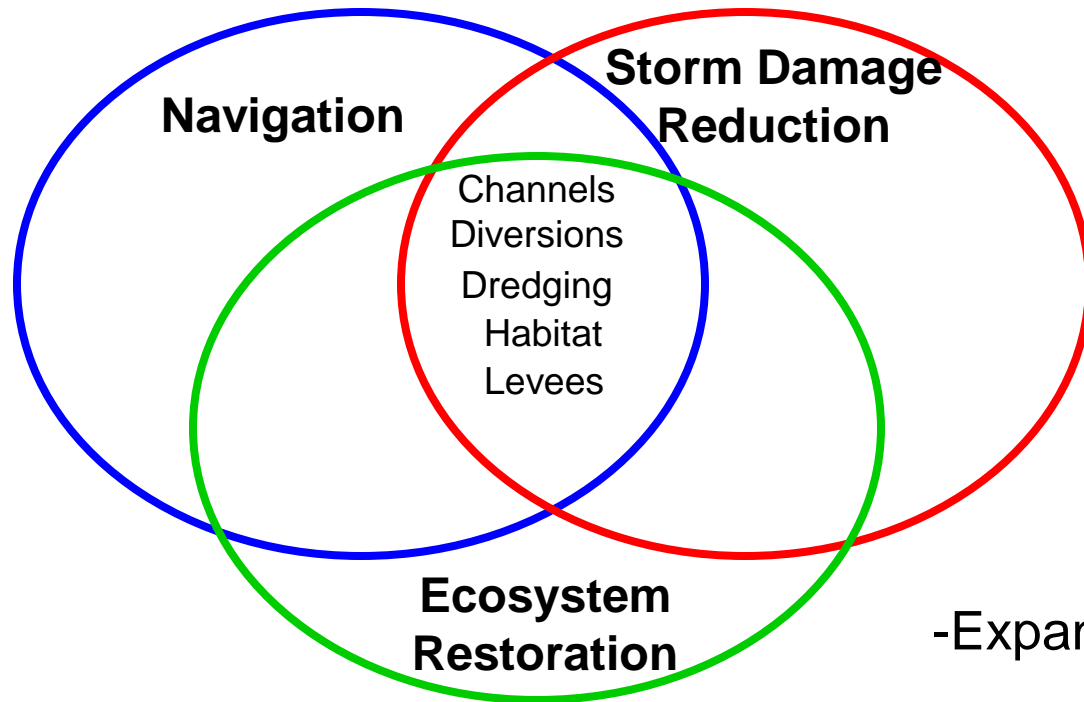 Navigation
Storm Damage
Reduction
Channels
Diversions
Dredging
Habitat
Levees
Ecosystem
Restoration